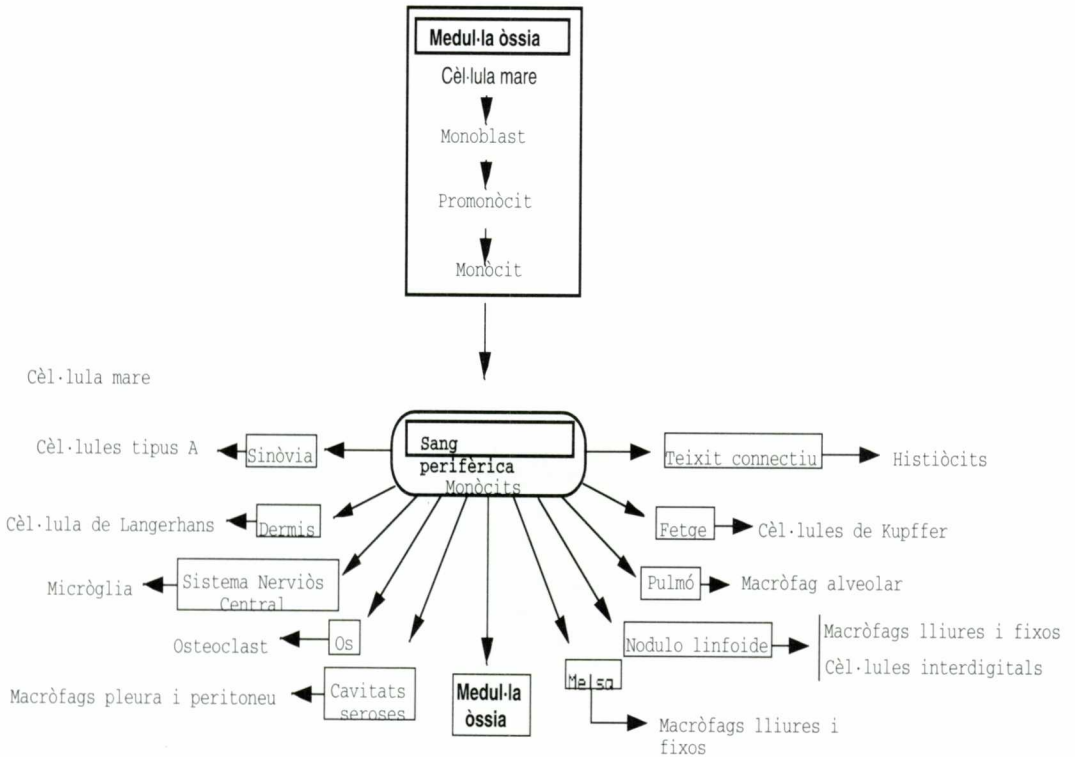 Medul·la òssia
Cèl·lula mare
Monoblast
Promonòcit
Monòcit
Cèl·lula mare
Sang
perifèrica
Monòcits
Cèl·lules tipus A
Sinòvia
Teixit connectiu
Histiòcits
Cèl·lula de Langerhans
Dermis
Fetge
Cèl·lules de Kupffer
Micròglia
Sistema Nerviòs
Central
Pulmó
Macròfag alveolar
Osteoclast
Os
Nodulo linfoide
Macròfags lliures i fixos
Cèl·lules interdigitals
Macròfags pleura i peritoneu
Cavitats
seroses
Medul·la
òssia
Melsa
Macròfags lliures i
fixos